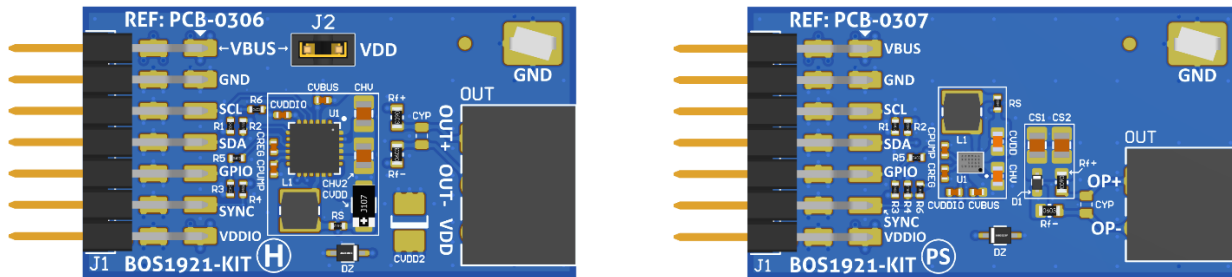 REF: PCB-0306
J2
←VBUS→
VDD
GND
GND
SCL
R6
CVDDIO
CVBUS
CHV
U1
Rf+
CYP
OUT
OUT+
R1
R2
SDA
R5
CREG
CPUMP
GPIO
Rf-
OUT-
R3
R4
L1
CHV2
CVDD
J107
SYNC
RS
VDD
VDDIO
DZ
CVDD2
J1
BOS1921-KIT
H
REF: PCB-0307
VBUS
GND
GND
SCL
RS
R1
R2
L1
CVDD
CS1
CS2
OUT
SDA
R5
CPUMP
CREG
U1
CHV
Rf+
GPIO
OP+
R3
R4
R6
CVDDIO
CVBUS
D1
CYP
SYNC
Rf-
OP-
VDDIO
DZ
J1
BOS1921-KIT
PS